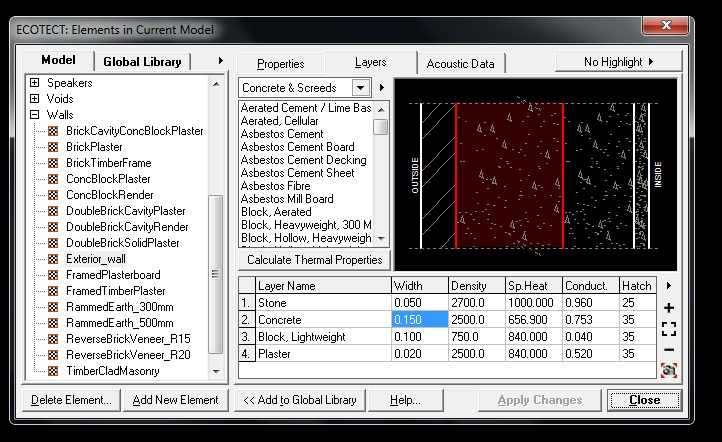 ECOTECT: Elements in Current Model
Model
Global Library
Speakers
Voids
Walls
BrickCavityConcBlockPlaster
BrickPlaster
BrickTimberFrame
ConcBlockPlaster
ConcBlockRender
DoubleBrickCavityPlaster
DoubleBrickCavityRender
DoubleBrickSolidPlaster
Exterior_wall
FramedPlasterboard
FramedTimberPlaster
RammedEarth_300mm
RammedEarth_500mm
ReverseBrickVeneer_R15
ReverseBrickVeneer_R20
TimberCladMasonry
Properties
Layers
Acoustic Data
No Highlight
Concrete & Screeds
Aerated Cement / Lime Bas
Aerated, Cellular
Asbestos Cement
Asbestos Cement Board
Asbestos Cement Decking
Asbestos Cement Sheet
Asbestos Fibre
Asbestos Mill Board
Block, Aerated
Block, Heavyweight, 300 M
Block, Hollow, Heavyweigh
Calculate Thermal Properties
OUTSIDE
INSIDE
Layer Name Width Density Sp.Heat Conduct. Hatch
1. Stone 0.050 2700.0 1000.000 0.960 25
2. Concrete 0.150 2500.0 656.900 0.753 35
3. Block, Lightweight 0.100 750.0 840.000 0.040 35
4. Plaster 0.020 2500.0 840.000 0.520 35
Delete Element...
Add New Element
<< Add to Global Library
Help...
Apply Changes
Close